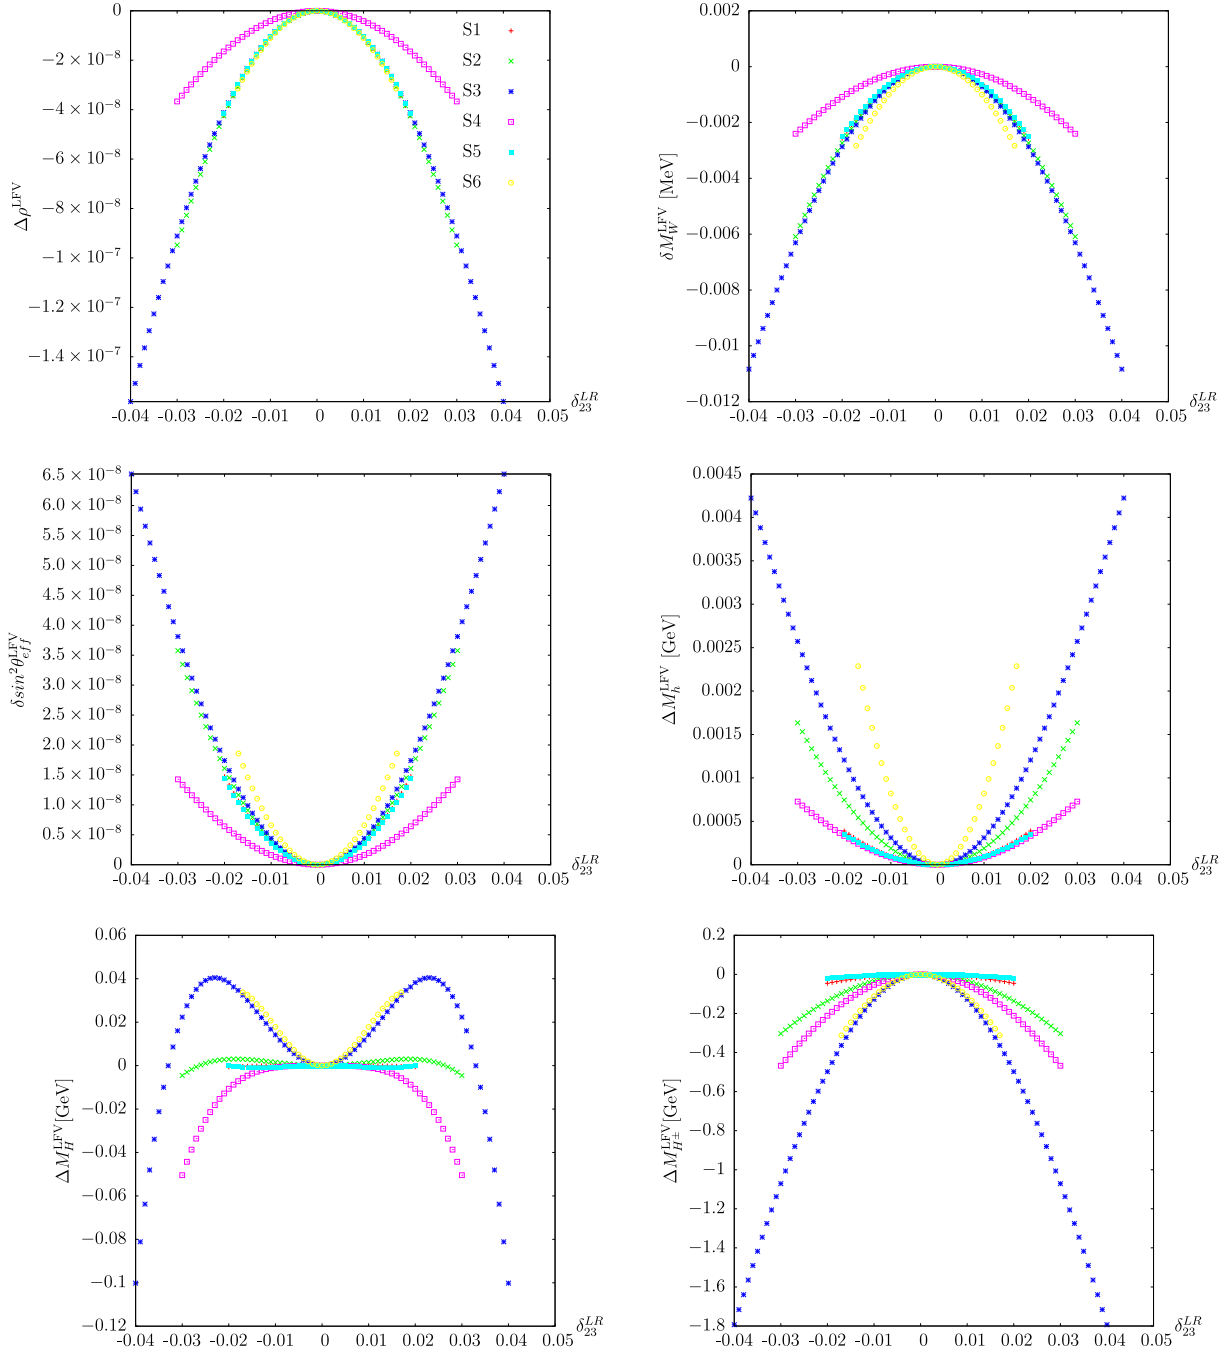 0
−2 × 10⁻⁸
−4 × 10⁻⁸
−6 × 10⁻⁸
−8 × 10⁻⁸
−1 × 10⁻⁷
−1.2 × 10⁻⁷
−1.4 × 10⁻⁷
Δρ^LFV
S1
S2
S3
S4
S5
S6
-0.04 -0.03 -0.02 -0.01 0 0.01 0.02 0.03 0.04 0.05 δ₂₃^LR
0.002
0
−0.002
−0.004
−0.006
−0.008
−0.01
−0.012
δM_W^LFV [MeV]
-0.04 -0.03 -0.02 -0.01 0 0.01 0.02 0.03 0.04 0.05 δ₂₃^LR
6.5 × 10⁻⁸
6.0 × 10⁻⁸
5.5 × 10⁻⁸
5.0 × 10⁻⁸
4.5 × 10⁻⁸
4.0 × 10⁻⁸
3.5 × 10⁻⁸
3.0 × 10⁻⁸
2.5 × 10⁻⁸
2.0 × 10⁻⁸
1.5 × 10⁻⁸
1.0 × 10⁻⁸
0.5 × 10⁻⁸
0
δsin²θ_eff^LFV
-0.04 -0.03 -0.02 -0.01 0 0.01 0.02 0.03 0.04 0.05 δ₂₃^LR
0.0045
0.004
0.0035
0.003
0.0025
0.002
0.0015
0.001
0.0005
0
ΔM_h^LFV [GeV]
-0.04 -0.03 -0.02 -0.01 0 0.01 0.02 0.03 0.04 0.05 δ₂₃^LR
0.06
0.04
0.02
0
−0.02
−0.04
−0.06
−0.08
−0.1
−0.12
ΔM_H^LFV[GeV]
-0.04 -0.03 -0.02 -0.01 0 0.01 0.02 0.03 0.04 0.05 δ₂₃^LR
0.2
0
−0.2
−0.4
−0.6
−0.8
−1
−1.2
−1.4
−1.6
−1.8
ΔM_H±^LFV[GeV]
-0.04 -0.03 -0.02 -0.01 0 0.01 0.02 0.03 0.04 0.05 δ₂₃^LR